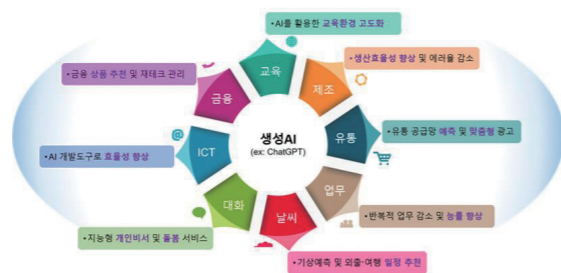 • AI를 활용한 교육환경 고도화
• 금융 상품 추천 및 재테크 관리
• 생산효율성 향상 및 에러율 감소
교육
금융
제조
생성AI
(ex: ChatGPT)
• AI 개발도구로 효율성 향상
ICT
유통
• 유통 공급망 예측 및 맞춤형 광고
대화
업무
날씨
• 지능형 개인비서 및 돌봄 서비스
• 반복적 업무 감소 및 능률 향상
• 기상예측 및 외출·여행 일정 추천